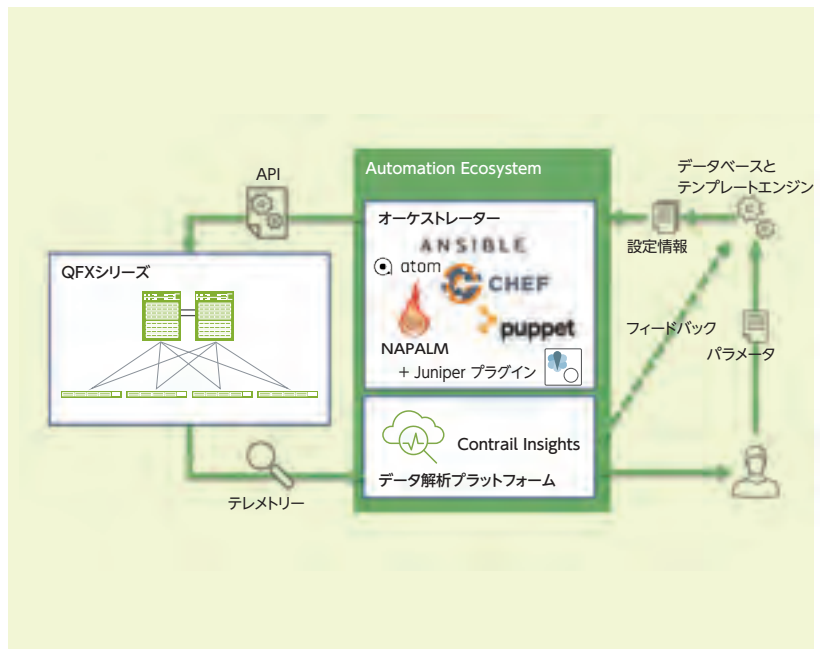 API
Automation Ecosystem
データベースと
テンプレートエンジン
オーケストレーター
設定情報
ANSIBLE
QFXシリーズ
atom
CHEF
puppet
フィードバック
パラメータ
NAPALM
+ Juniper プラグイン
Contrail Insights
データ解析プラットフォーム
テレメトリー